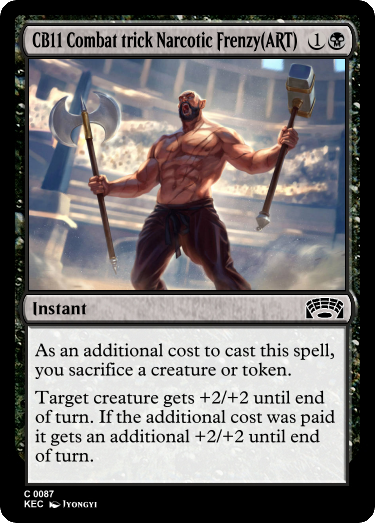 CB11 Combat trick Narcotic Frenzy(ART) 1
Instant
As an additional cost to cast this spell,
you sacrifice a creature or token.
Target creature gets +2/+2 until end
of turn. If the additional cost was paid
it gets an additional +2/+2 until end
of turn.
C 0087
KEC Iyongyi